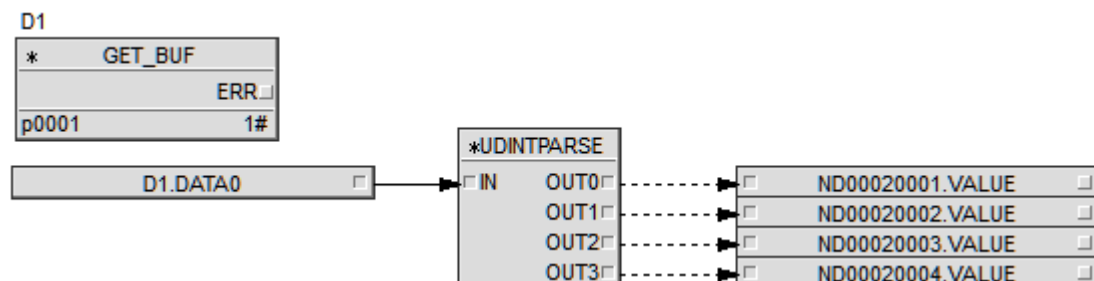 D1
* GET_BUF
ERR
p0001 1#
*UDINTPARSE
D1.DATA0 IN OUT0 ND00020001.VALUE
OUT1 ND00020002.VALUE
OUT2 ND00020003.VALUE
OUT3 ND00020004.VALUE